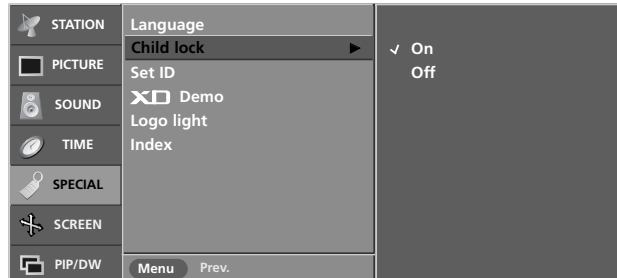 STATION
PICTURE
SOUND
TIME
SPECIAL
SCREEN
PIP/DW
Language
Child lock ►
Set ID
XD Demo
Logo light
Index
Menu Prev.
✓ On
Off